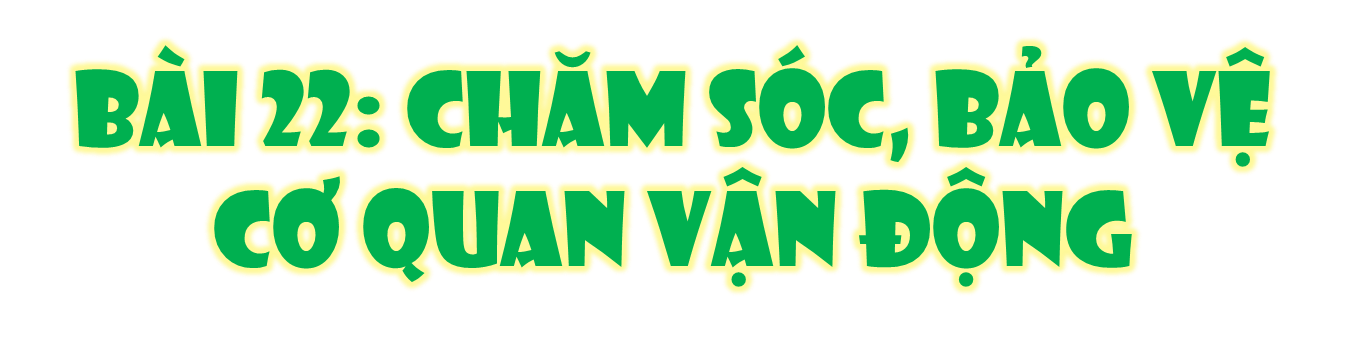 BÀI 22: CHĂM SÓC, BẢO VỆ
CƠ QUAN VẬN ĐỘNG